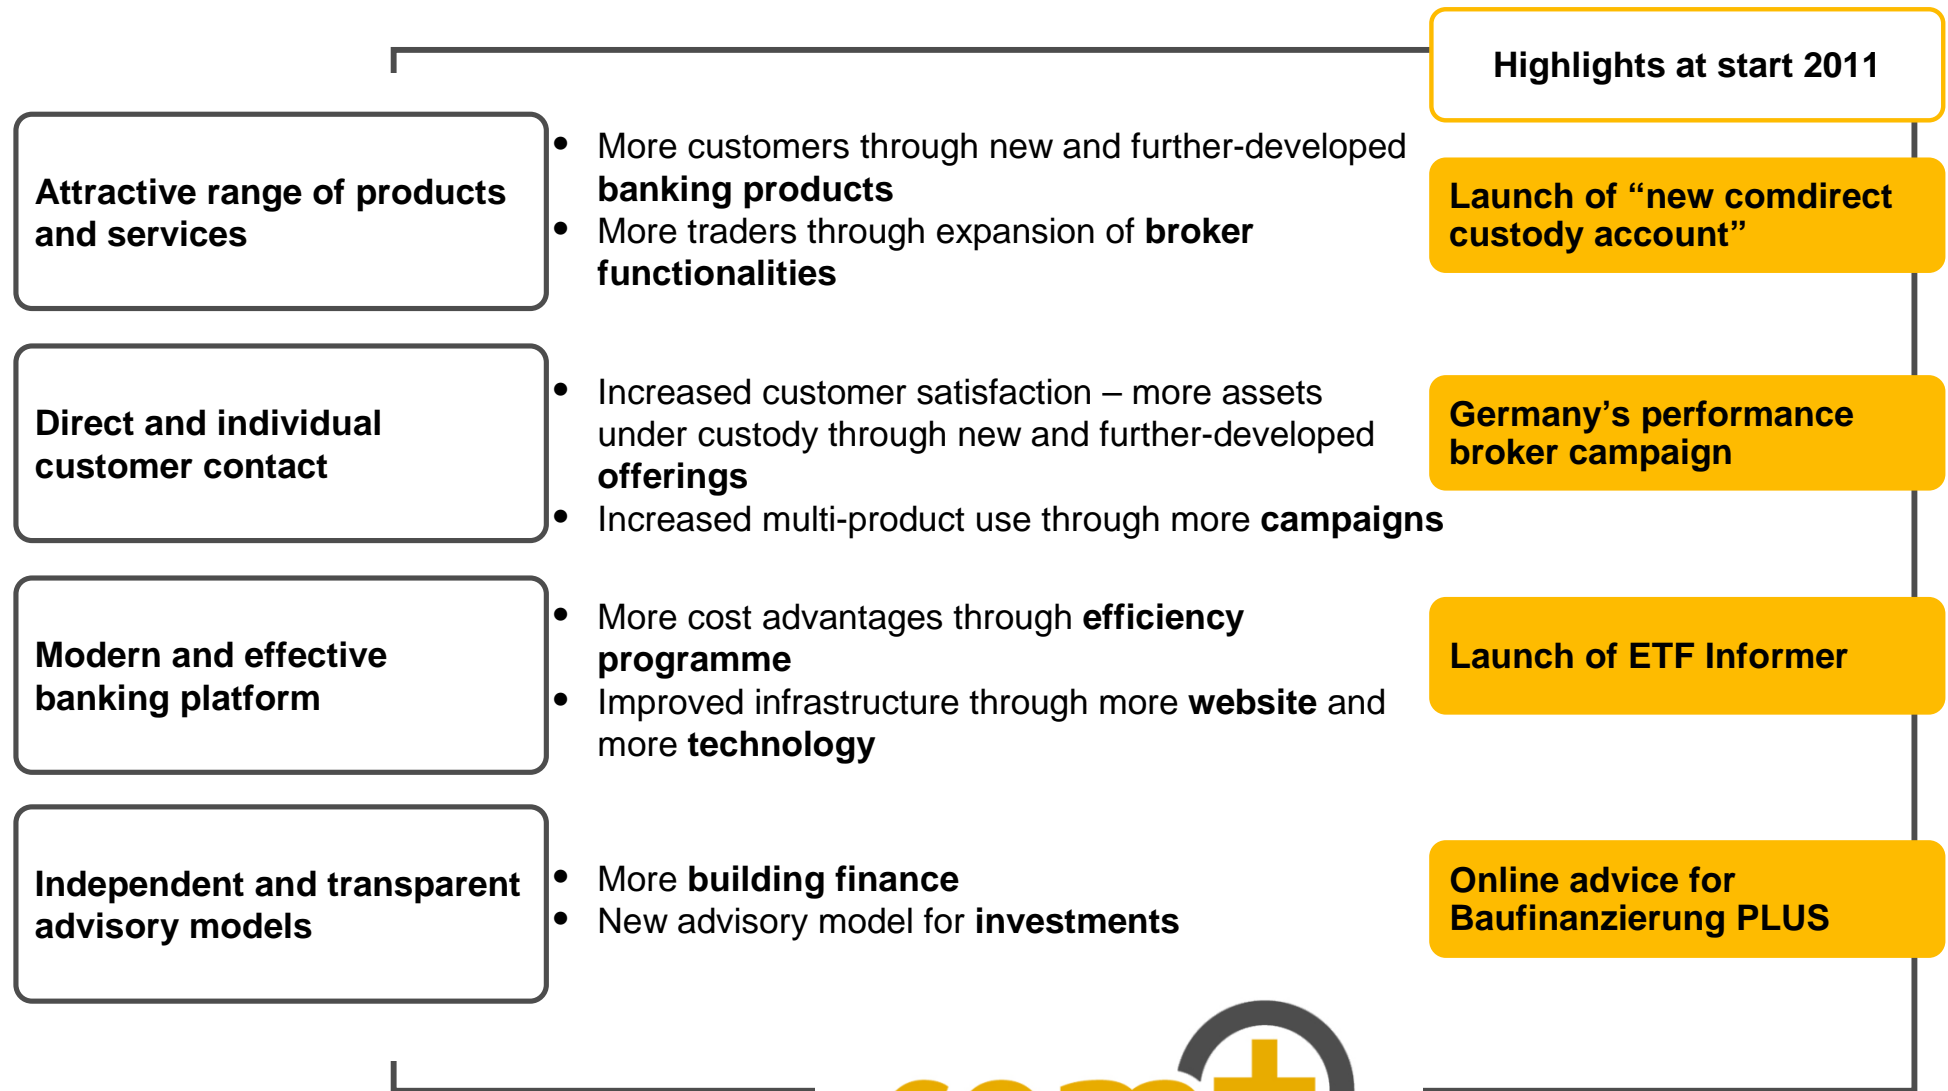 Highlights at start 2011
Attractive range of products
and services
• More customers through new and further-developed
banking products
• More traders through expansion of broker
functionalities
Launch of “new comdirect
custody account”
Direct and individual
customer contact
• Increased customer satisfaction – more assets
under custody through new and further-developed
offerings
• Increased multi-product use through more campaigns
Germany’s performance
broker campaign
Modern and effective
banking platform
• More cost advantages through efficiency
programme
• Improved infrastructure through more website and
more technology
Launch of ETF Informer
Independent and transparent
advisory models
• More building finance
• New advisory model for investments
Online advice for
Baufinanzierung PLUS